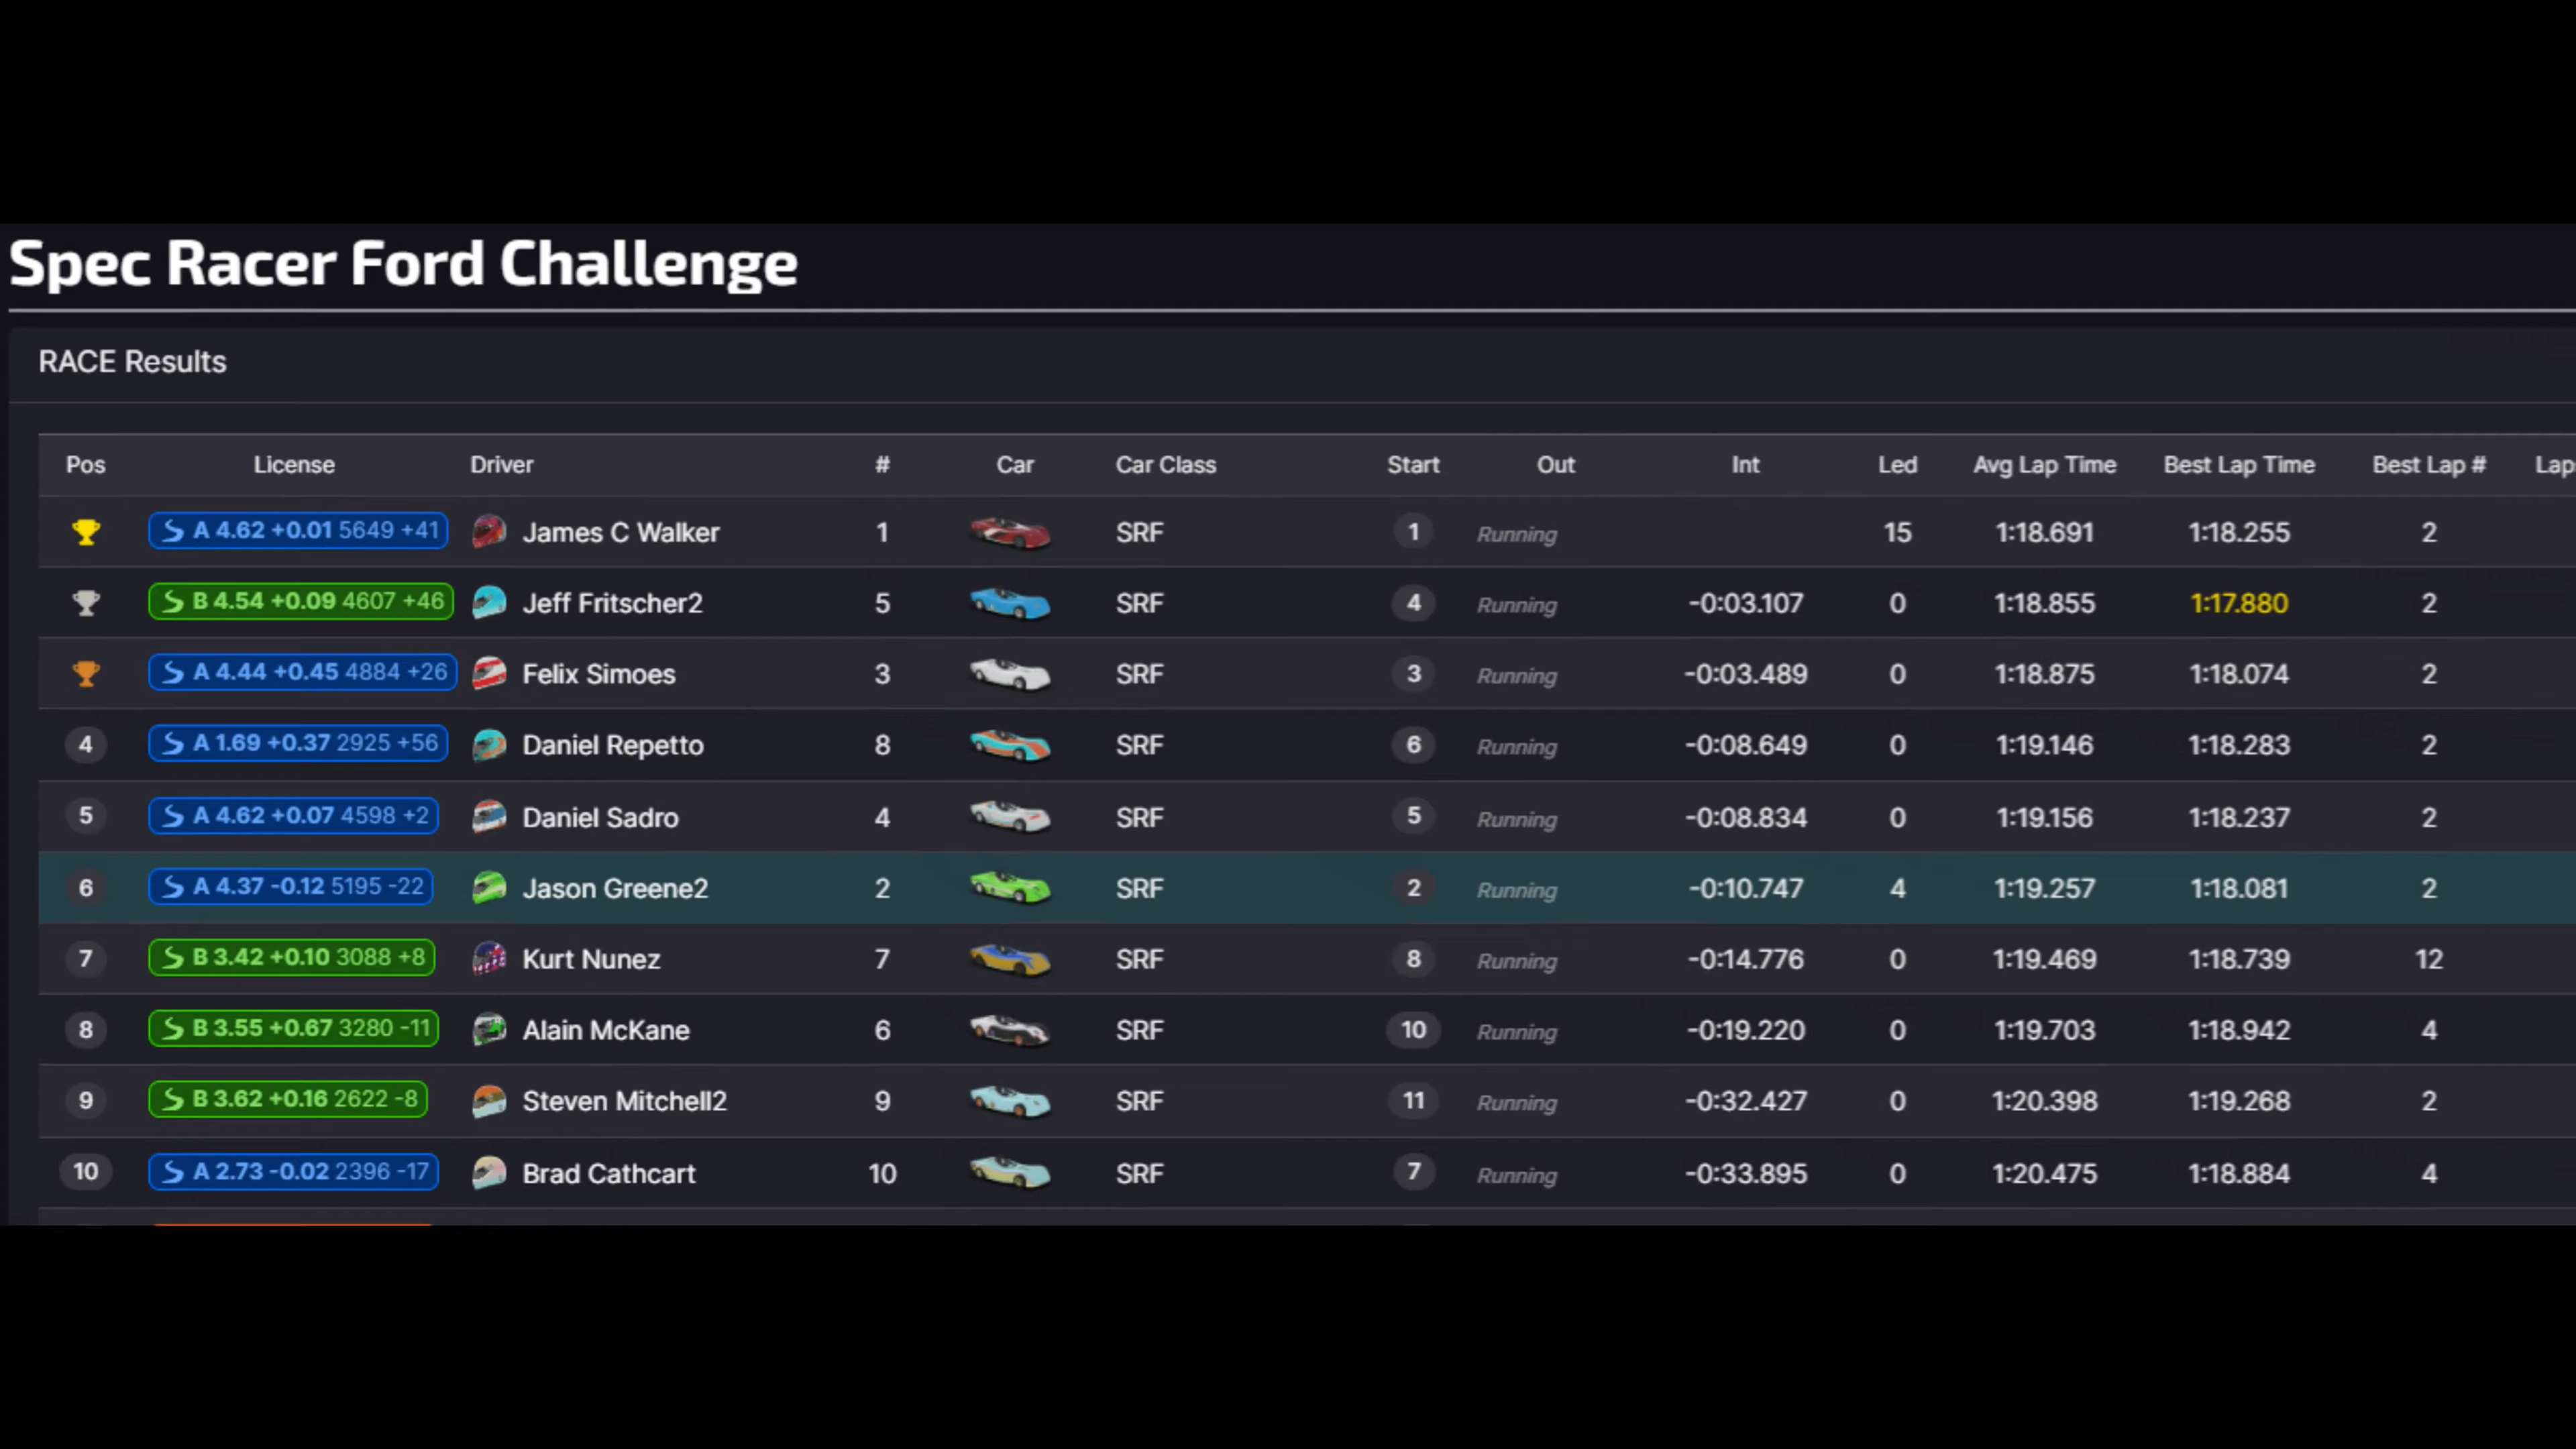 Spec Racer Ford Challenge
RACE Results
Pos License Driver # Car Car Class Start Out Int Led Avg Lap Time Best Lap Time Best Lap # Lap
A 4.62 +0.01 5649 +41 James C Walker 1 SRF 1 Running 15 1:18.691 1:18.255 2
B 4.54 +0.09 4607 +46 Jeff Fritscher2 5 SRF 4 Running -0:03.107 0 1:18.855 1:17.880 2
A 4.44 +0.45 4884 +26 Felix Simoes 3 SRF 3 Running -0:03.489 0 1:18.875 1:18.074 2
4 A 1.69 +0.37 2925 +56 Daniel Repetto 8 SRF 6 Running -0:08.649 0 1:19.146 1:18.283 2
5 A 4.62 +0.07 4598 +2 Daniel Sadro 4 SRF 5 Running -0:08.834 0 1:19.156 1:18.237 2
6 A 4.37 -0.12 5195 -22 Jason Greene2 2 SRF 2 Running -0:10.747 4 1:19.257 1:18.081 2
7 B 3.42 +0.10 3088 +8 Kurt Nunez 7 SRF 8 Running -0:14.776 0 1:19.469 1:18.739 12
8 B 3.55 +0.67 3280 -11 Alain McKane 6 SRF 10 Running -0:19.220 0 1:19.703 1:18.942 4
9 B 3.62 +0.16 2622 -8 Steven Mitchell2 9 SRF 11 Running -0:32.427 0 1:20.398 1:19.268 2
10 A 2.73 -0.02 2396 -17 Brad Cathcart 10 SRF 7 Running -0:33.895 0 1:20.475 1:18.884 4